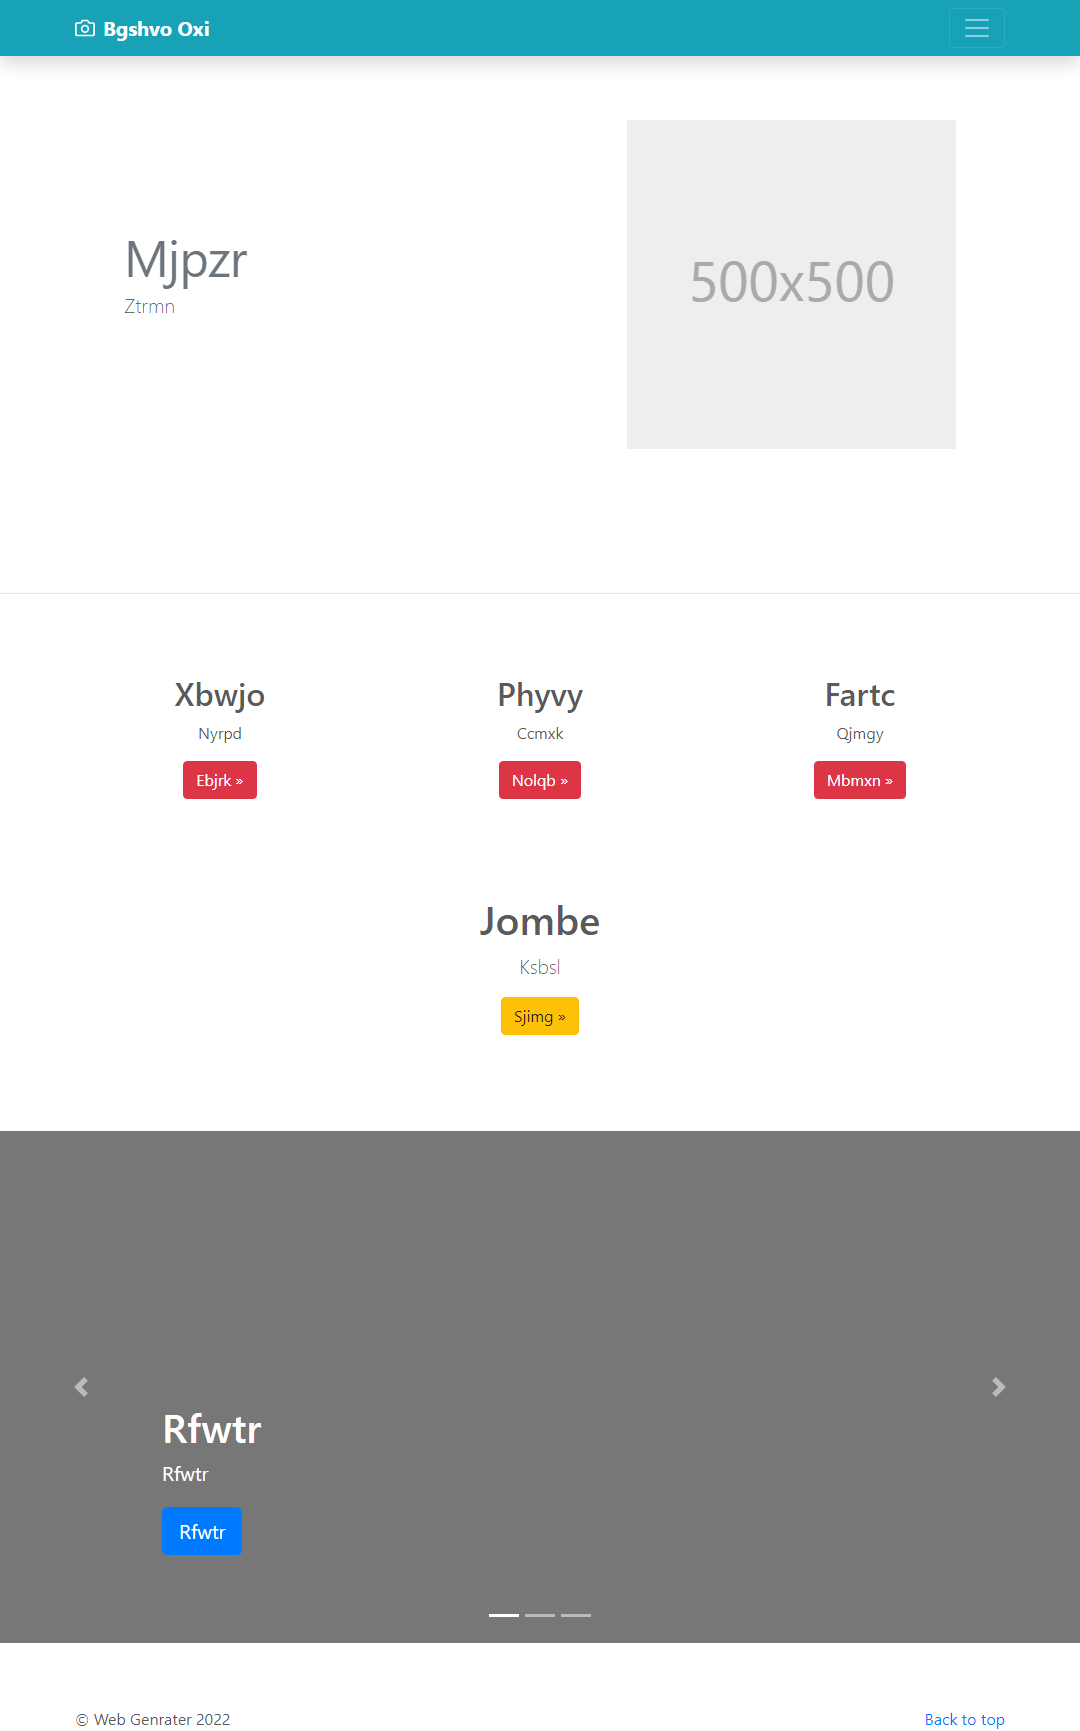 Bgshvo Oxi
Mjpzr
Ztrmn
500x500
Xbwjo
Nyrpd
Ebjrk »
Phyvy
Ccmxk
Nolqb »
Fartc
Qjmgy
Mbmxn »
Jombe
Ksbsl
Sjimg »
Rfwtr
Rfwtr
Rfwtr
© Web Genrater 2022
Back to top